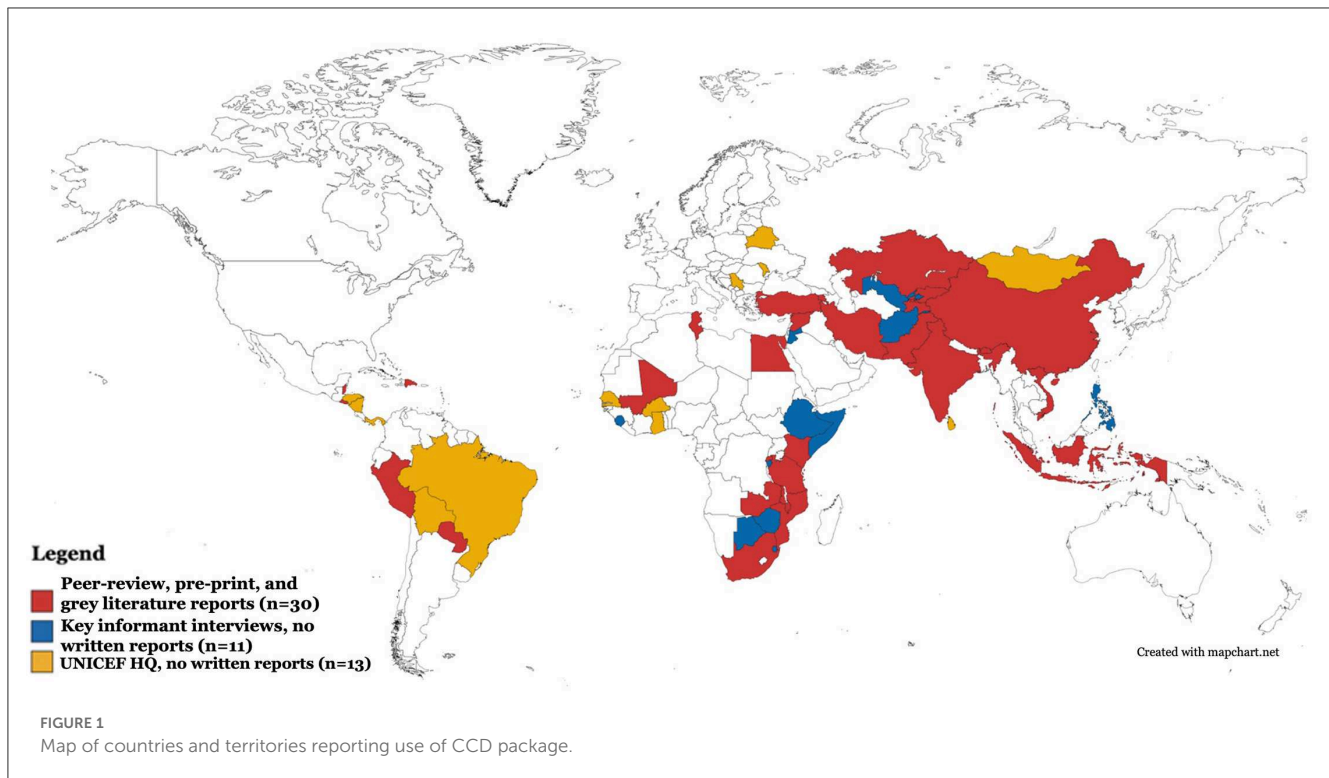 Legend
Peer-review, pre-print, and
grey literature reports (n=30)
Key informant interviews, no
written reports (n=11)
UNICEF HQ, no written reports (n=13)
Created with mapchart.net
FIGURE 1
Map of countries and territories reporting use of CCD package.